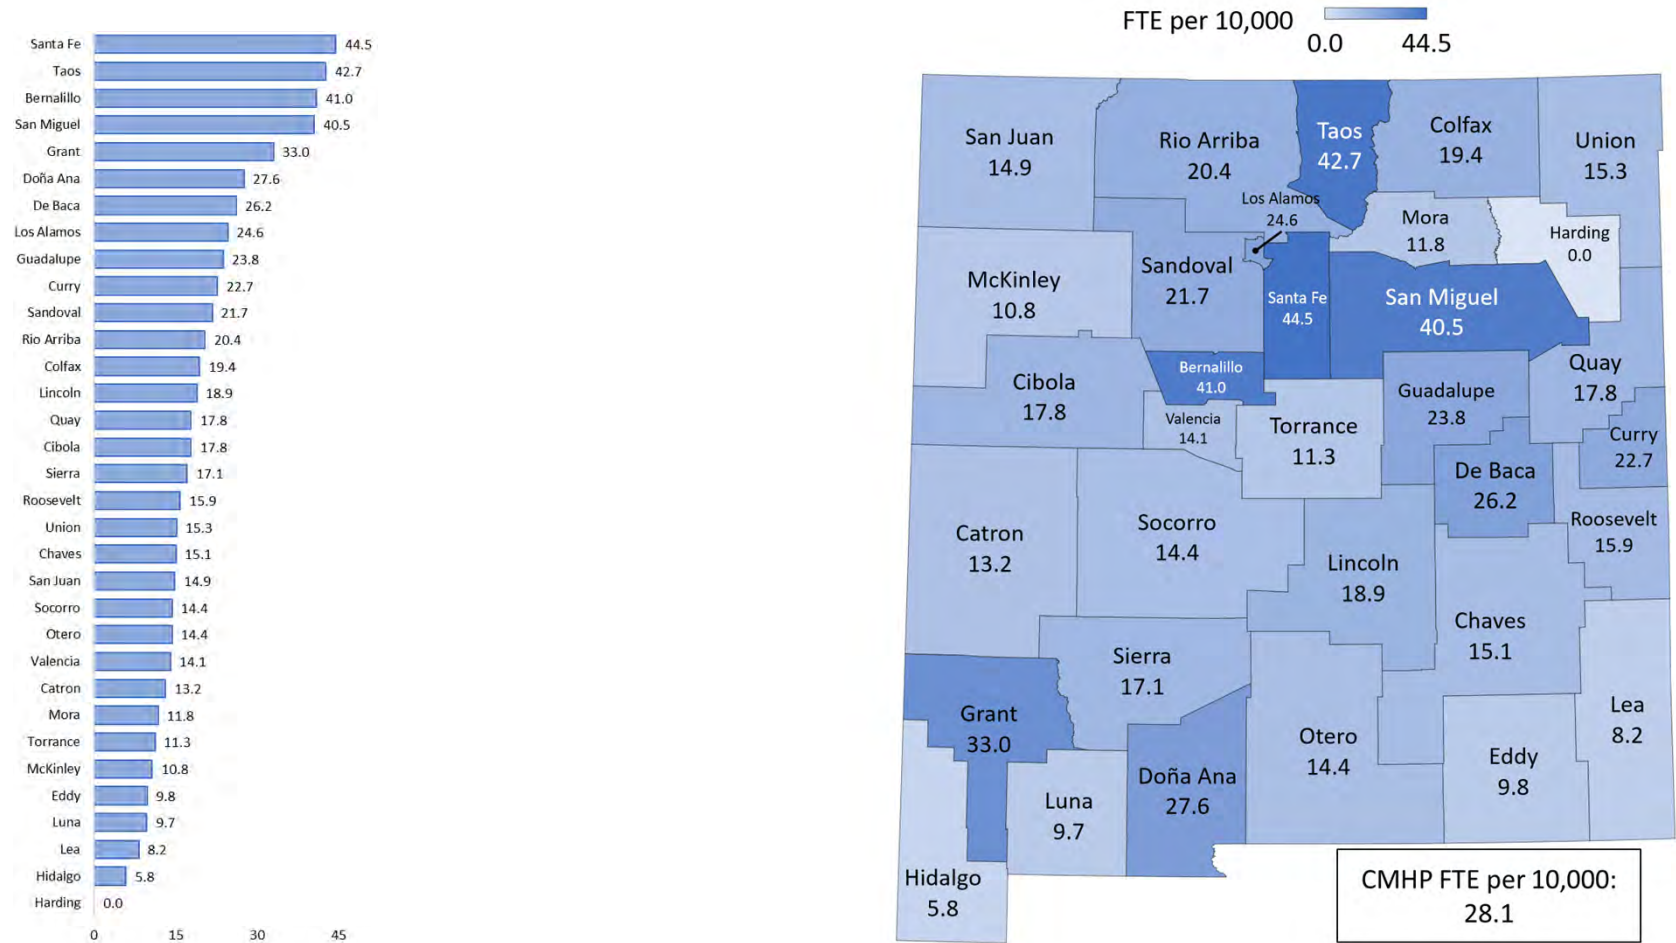 Santa Fe 44.5
Taos 42.7
Bernalillo 41.0
San Miguel 40.5
Grant 33.0
Doña Ana 27.6
De Baca 26.2
Los Alamos 24.6
Guadalupe 23.8
Curry 22.7
Sandoval 21.7
Rio Arriba 20.4
Colfax 19.4
Lincoln 18.9
Quay 17.8
Cibola 17.8
Sierra 17.1
Roosevelt 15.9
Union 15.3
Chaves 15.1
San Juan 14.9
Socorro 14.4
Otero 14.4
Valencia 14.1
Catron 13.2
Mora 11.8
Torrance 11.3
McKinley 10.8
Eddy 9.8
Luna 9.7
Lea 8.2
Hidalgo 5.8
Harding 0.0
0 15 30 45
FTE per 10,000
0.0 44.5
San Juan
14.9
Rio Arriba
20.4
Taos
42.7
Colfax
19.4
Union
15.3
Los Alamos
24.6
Mora
11.8
Harding
0.0
McKinley
10.8
Sandoval
21.7
Santa Fe
44.5
San Miguel
40.5
Quay
17.8
Cibola
17.8
Bernalillo
41.0
Valencia
14.1
Torrance
11.3
Guadalupe
23.8
Curry
22.7
De Baca
26.2
Roosevelt
15.9
Catron
13.2
Socorro
14.4
Lincoln
18.9
Chaves
15.1
Sierra
17.1
Grant
33.0
Doña Ana
27.6
Otero
14.4
Eddy
9.8
Lea
8.2
Luna
9.7
Hidalgo
5.8
CMHP FTE per 10,000:
28.1